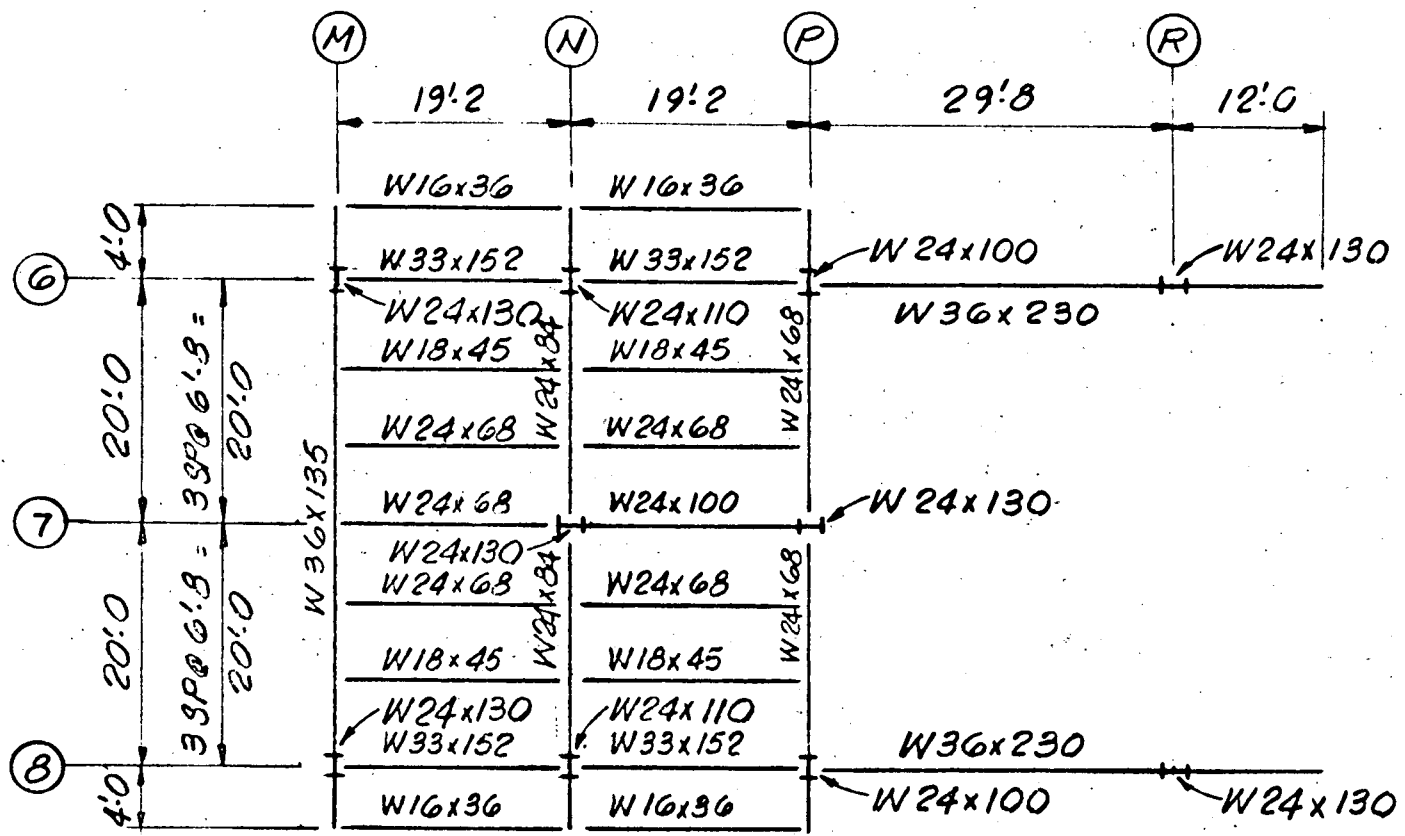 M N P R
19'-2 19'-2 29'-8 12'-0
W16x36 W16x36
4'-0
6 W33x152 W33x152 W24x100 W24x130
W24x130 W24x110 W36x230
W18x45 W24x84 W18x45 W24x68
20'-0 3SP@6'-8 = 20'-0
W24x68 W24x68
W36x135
7 W24x68 W24x100 W24x130
W24x130
W24x68 W24x84 W24x68 W24x68
20'-0 3SP@6'-8 = 20'-0
W18x45 W18x45
W24x130 W24x110
8 W33x152 W33x152 W36x230
4'-0 W24x100 W24x130
W16x36 W16x36